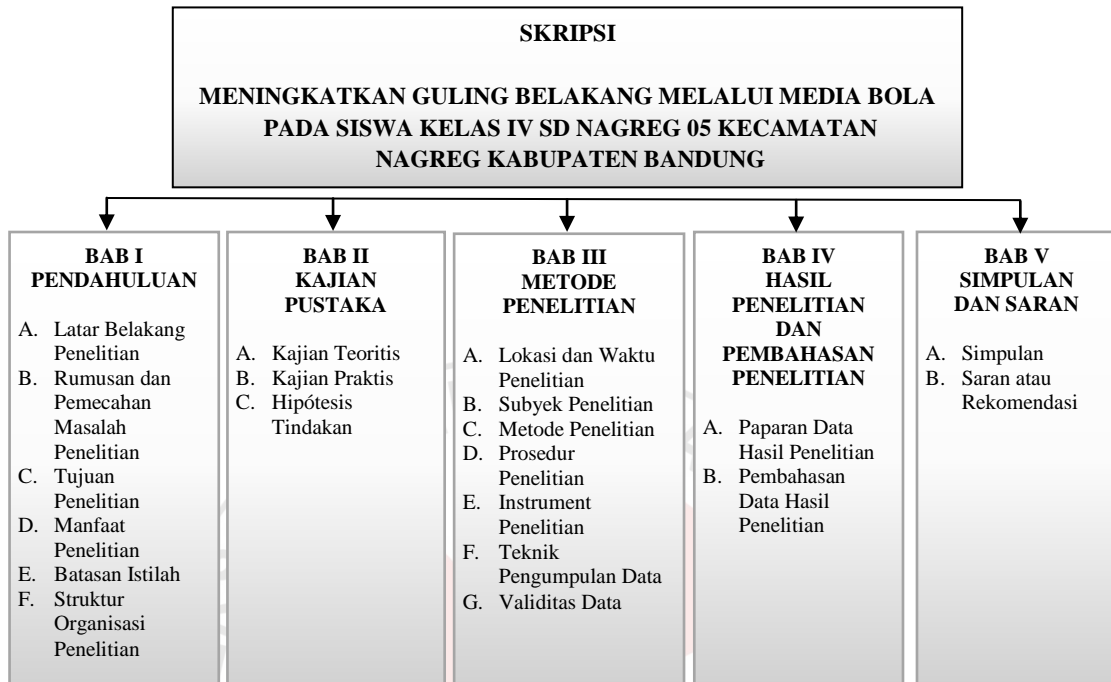 SKRIPSI
MENINGKATKAN GULING BELAKANG MELALUI MEDIA BOLA
PADA SISWA KELAS IV SD NAGREG 05 KECAMATAN
NAGREG KABUPATEN BANDUNG
BAB I
PENDAHULUAN
A. Latar Belakang
Penelitian
B. Rumusan dan
Pemecahan
Masalah
Penelitian
C. Tujuan
Penelitian
D. Manfaat
Penelitian
E. Batasan Istilah
F. Struktur
Organisasi
Penelitian
BAB II
KAJIAN
PUSTAKA
A. Kajian Teoritis
B. Kajian Praktis
C. Hipótesis
Tindakan
BAB III
METODE
PENELITIAN
A. Lokasi dan Waktu
Penelitian
B. Subyek Penelitian
C. Metode Penelitian
D. Prosedur
Penelitian
E. Instrument
Penelitian
F. Teknik
Pengumpulan Data
G. Validitas Data
BAB IV
HASIL
PENELITIAN
DAN
PEMBAHASAN
PENELITIAN
A. Paparan Data
Hasil Penelitian
B. Pembahasan
Data Hasil
Penelitian
BAB V
SIMPULAN
DAN SARAN
A. Simpulan
B. Saran atau
Rekomendasi